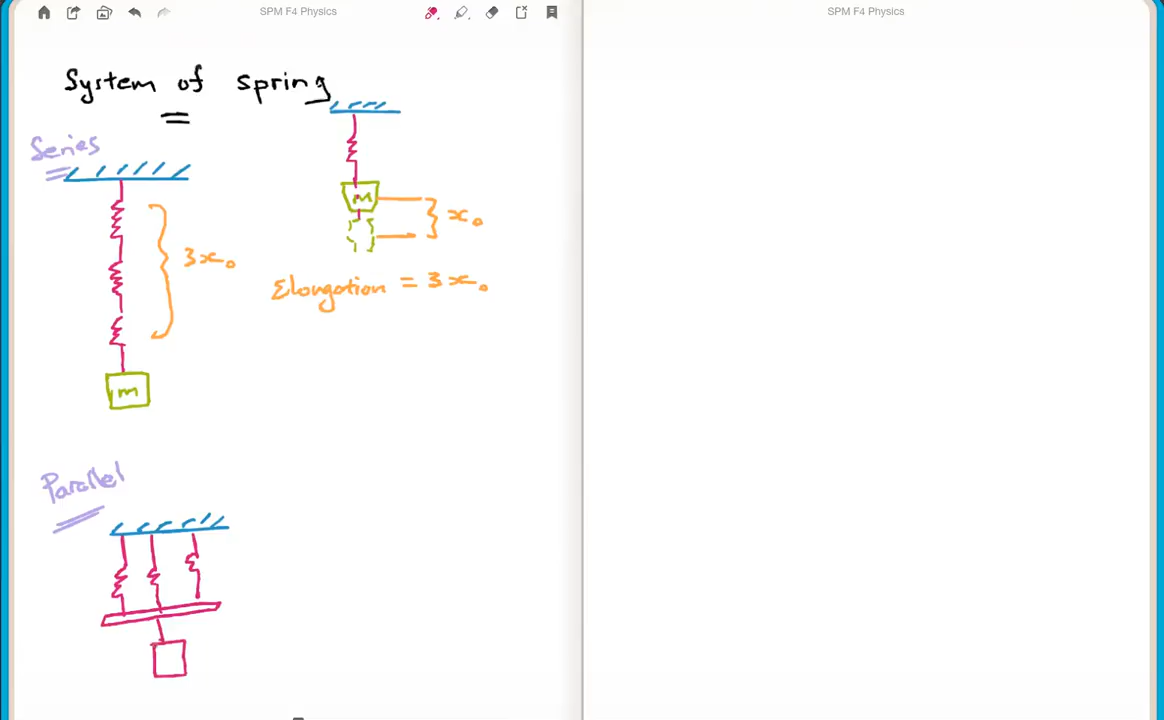 SPM F4 Physics
SPM F4 Physics
System of spring
Series
3x₀
m
m
x₀
Elongation = 3x₀
Parallel